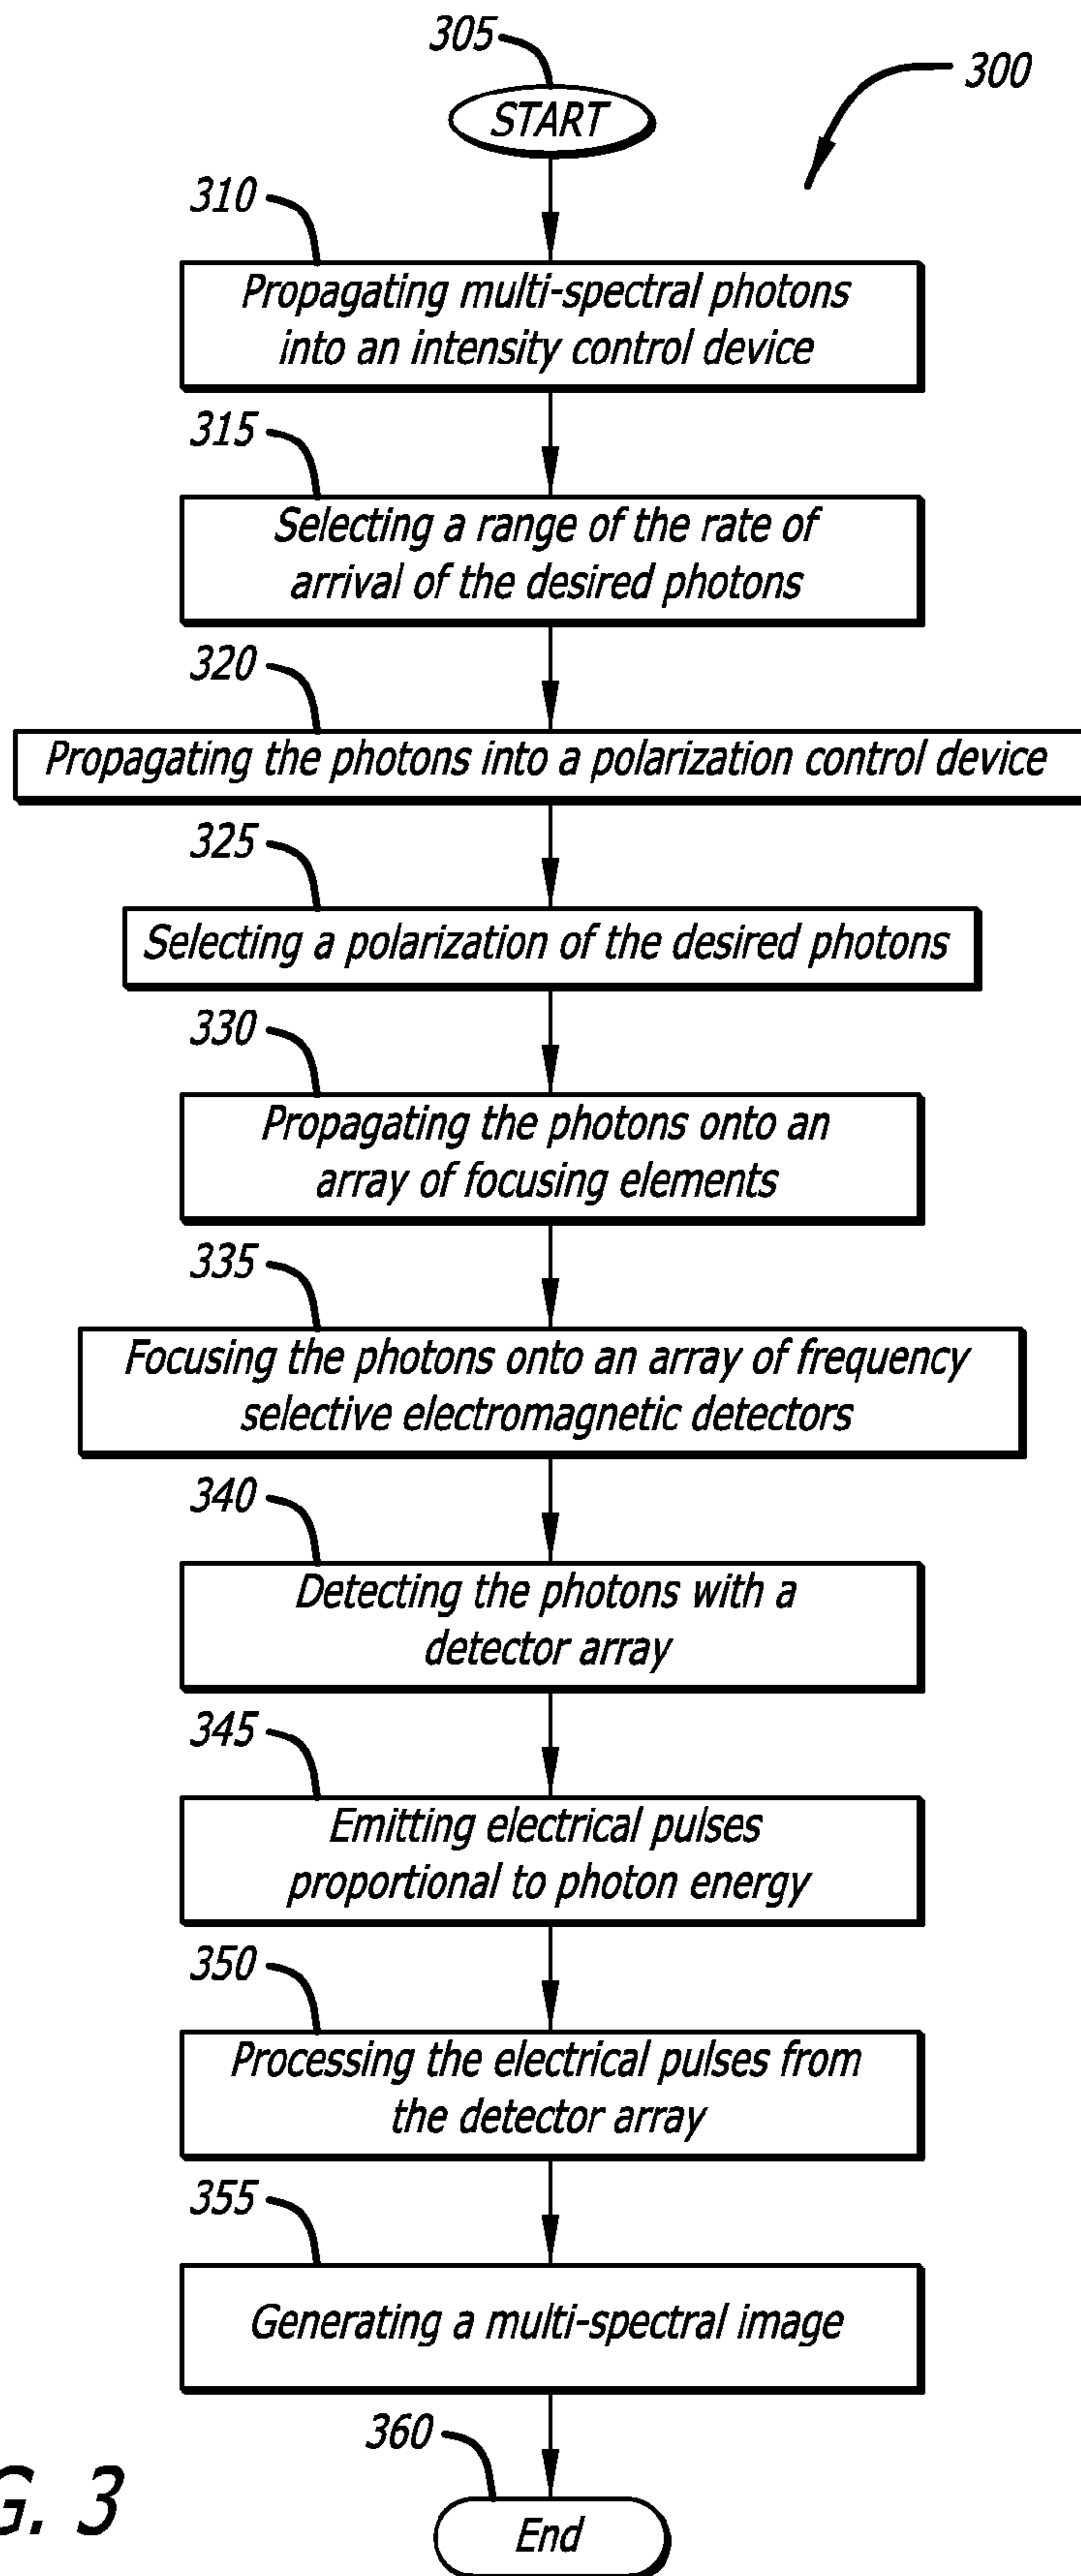 305
START
300
310
Propagating multi-spectral photons
into an intensity control device
315
Selecting a range of the rate of
arrival of the desired photons
320
Propagating the photons into a polarization control device
325
Selecting a polarization of the desired photons
330
Propagating the photons onto an
array of focusing elements
335
Focusing the photons onto an array of frequency
selective electromagnetic detectors
340
Detecting the photons with a
detector array
345
Emitting electrical pulses
proportional to photon energy
350
Processing the electrical pulses from
the detector array
355
Generating a multi-spectral image
360
End
G. 3